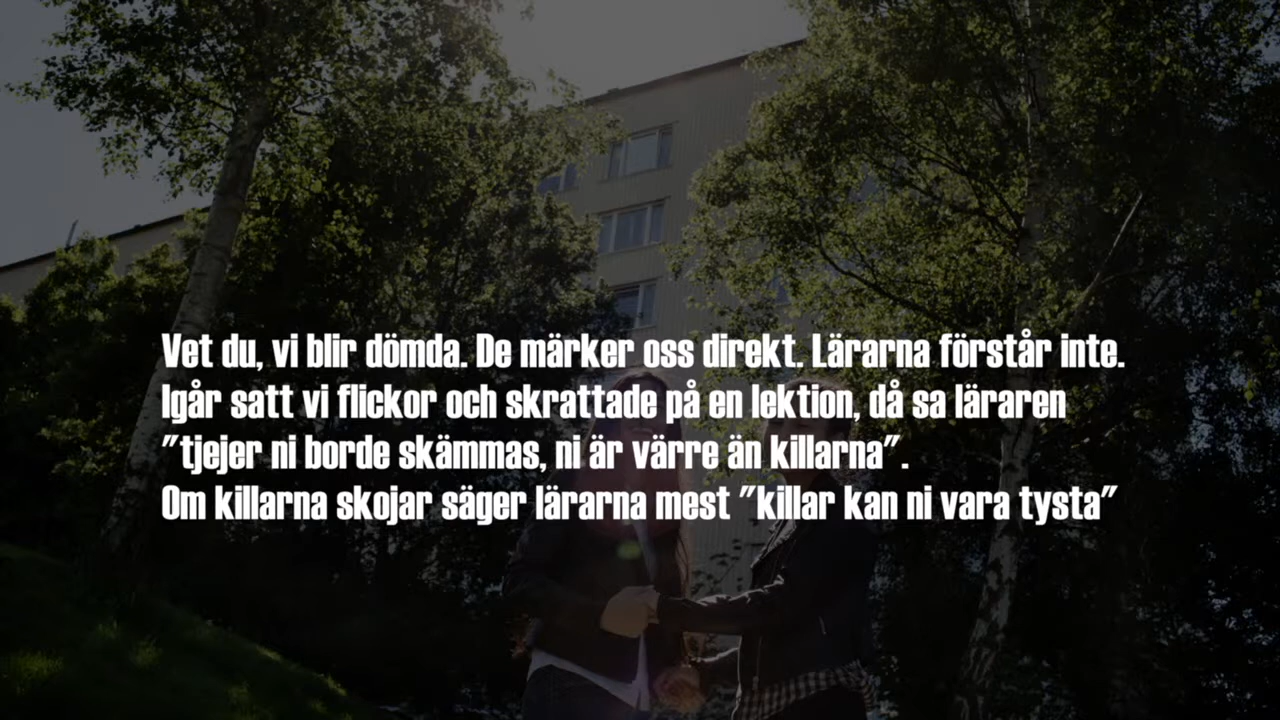 Vet du, vi blir dömda. De märker oss direkt. Lärarna förstår inte.
Igår satt vi flickor och skrattade på en lektion, då sa läraren
"tjejer ni borde skämmas, ni är värre än killarna".
Om killarna skojar säger lärarna mest "killar kan ni vara tysta"